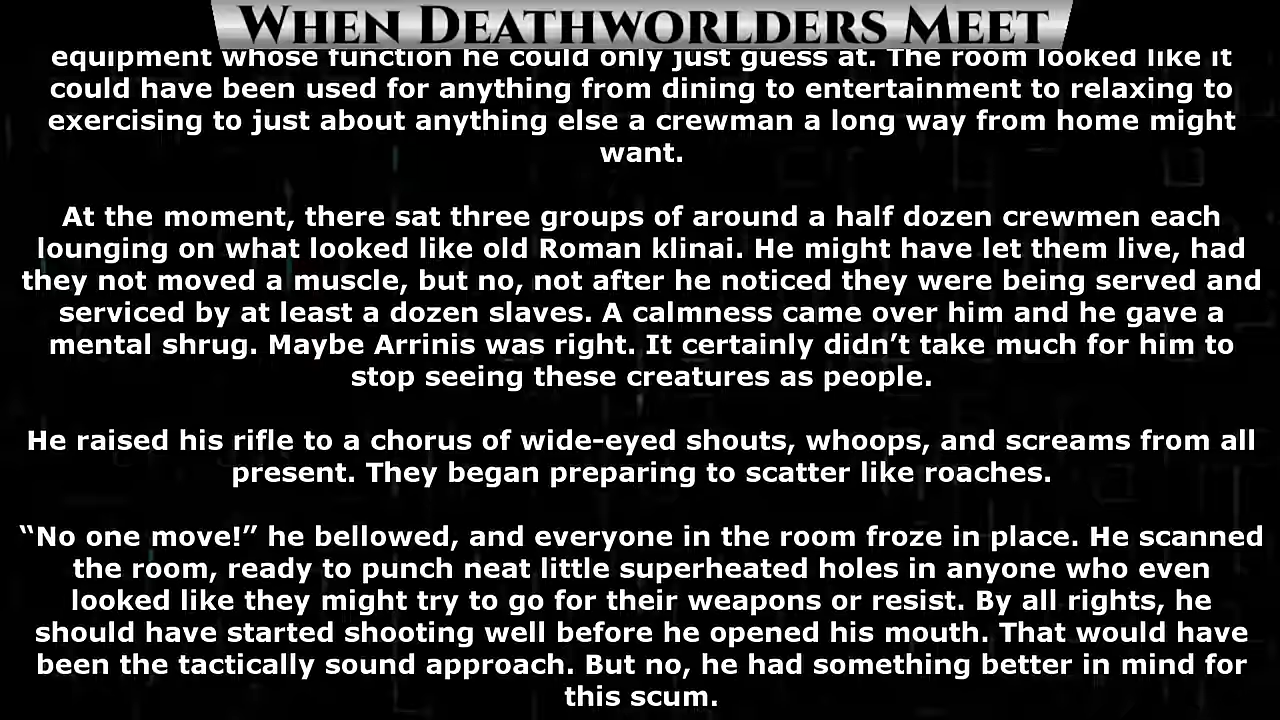 WHEN DEATHWORLDERS MEET
equipment whose function he could only just guess at. The room looked like it
could have been used for anything from dining to entertainment to relaxing to
exercising to just about anything else a crewman a long way from home might
want.
At the moment, there sat three groups of around a half dozen crewmen each
lounging on what looked like old Roman klinai. He might have let them live, had
they not moved a muscle, but no, not after he noticed they were being served and
serviced by at least a dozen slaves. A calmness came over him and he gave a
mental shrug. Maybe Arrinis was right. It certainly didn’t take much for him to
stop seeing these creatures as people.
He raised his rifle to a chorus of wide-eyed shouts, whoops, and screams from all
present. They began preparing to scatter like roaches.
“No one move!” he bellowed, and everyone in the room froze in place. He scanned
the room, ready to punch neat little superheated holes in anyone who even
looked like they might try to go for their weapons or resist. By all rights, he
should have started shooting well before he opened his mouth. That would have
been the tactically sound approach. But no, he had something better in mind for
this scum.